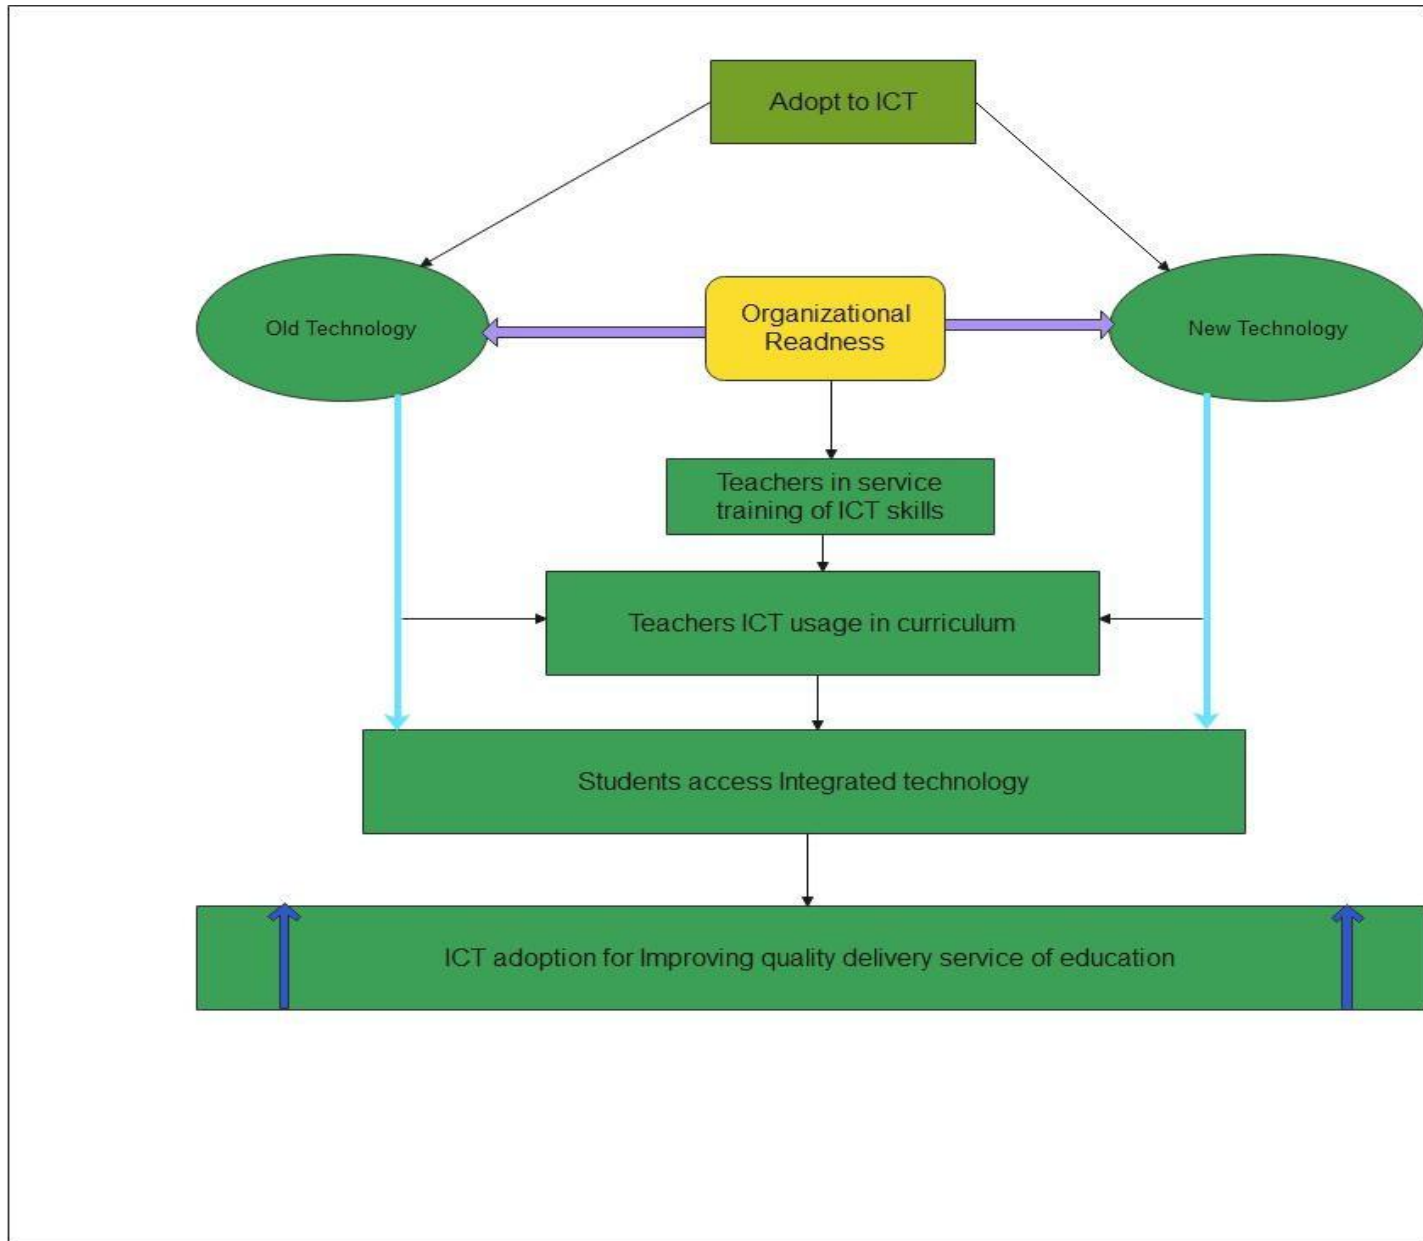 Adopt to ICT
Old Technology
Organizational
Readness
New Technology
Teachers in service
training of ICT skills
Teachers ICT usage in curriculum
Students access Integrated technology
ICT adoption for Improving quality delivery service of education